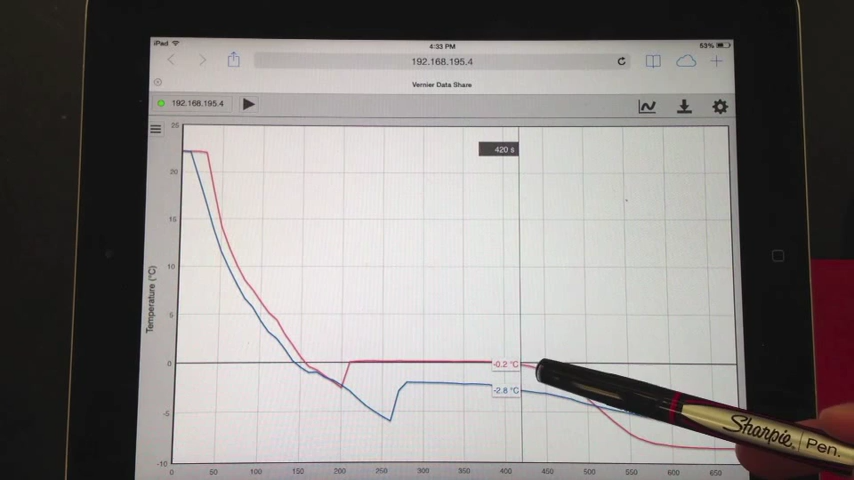 iPad
4:33 PM
53%
192.168.195.4
Vernier Data Share
192.168.195.4
25
420 s
20
15
10
Temperature (°C)
5
0
-0.2 °C
-2.8 °C
-5
Sharpie. Pen.
-10
0 50 100 150 200 250 300 350 400 450 500 550 600 650